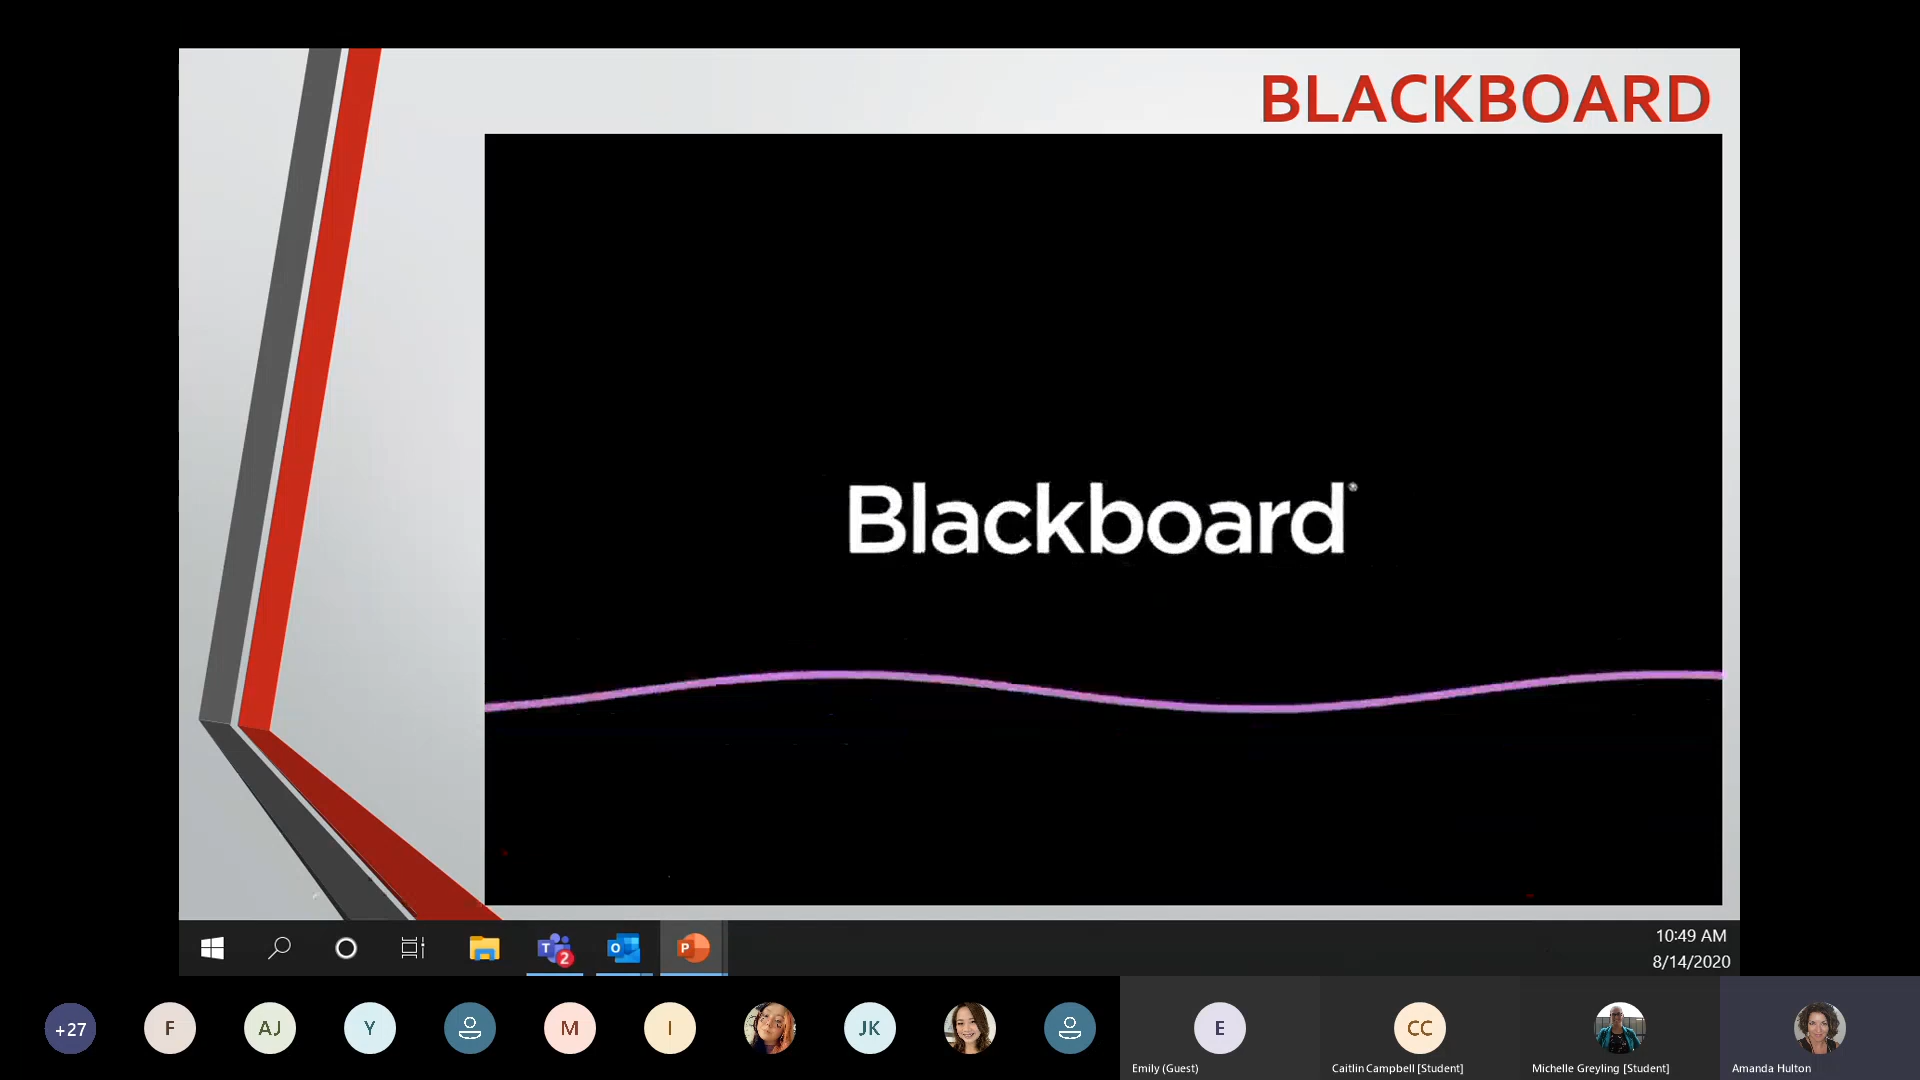 BLACKBOARD
Blackboard
T 2
O
P
10:49 AM
8/14/2020
+27
F
AJ
Y
M
I
JK
E
CC
Emily (Guest)
Caitlin Campbell [Student]
Michelle Greyling [Student]
Amanda Hulton